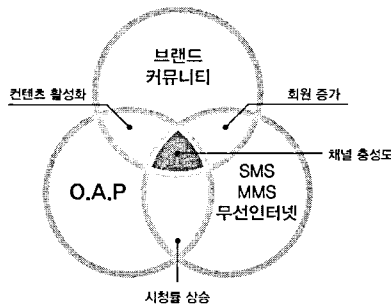 브랜드
커뮤니티
컨텐츠 활성화
회원 증가
채널 충성도
O.A.P
SMS
MMS
무선인터넷
시청률 상승